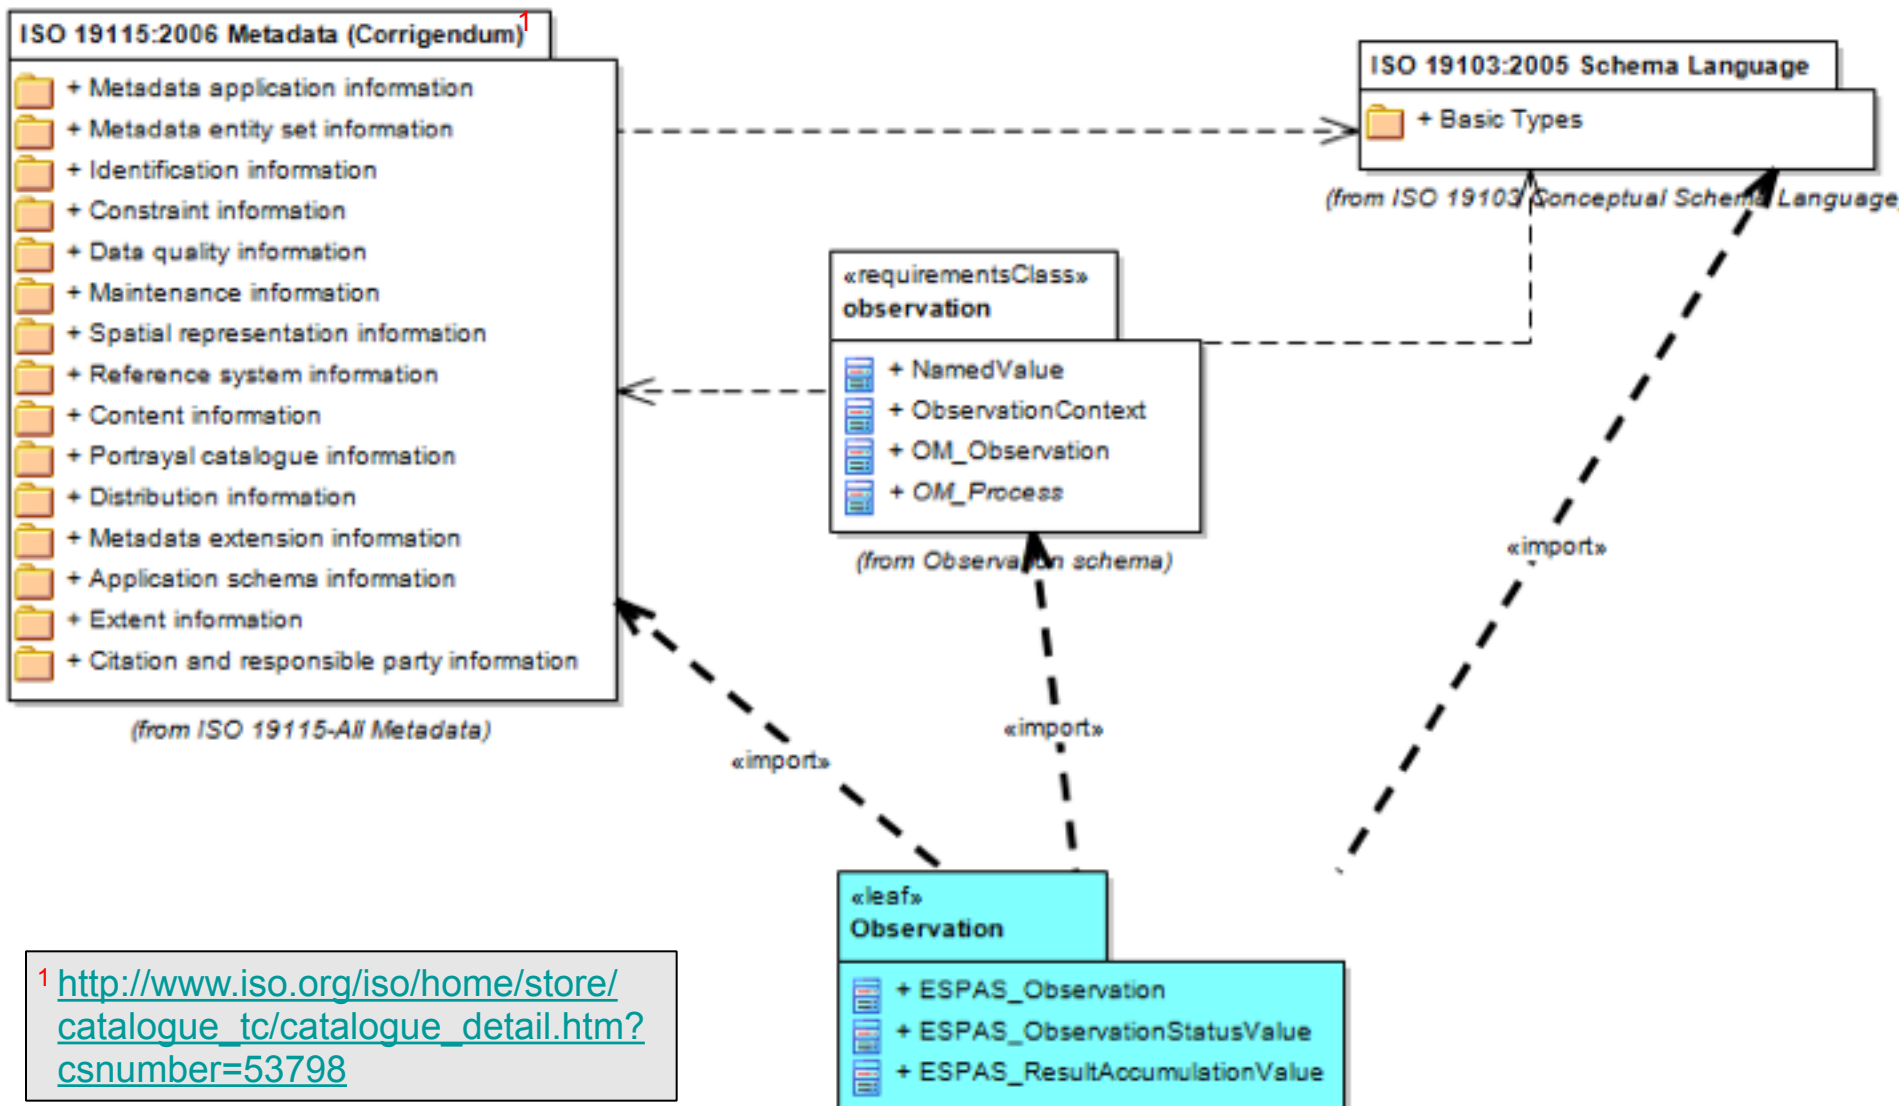 ISO 19115:2006 Metadata (Corrigendum)1
+ Metadata application information
+ Metadata entity set information
+ Identification information
+ Constraint information
+ Data quality information
+ Maintenance information
+ Spatial representation information
+ Reference system information
+ Content information
+ Portrayal catalogue information
+ Distribution information
+ Metadata extension information
+ Application schema information
+ Extent information
+ Citation and responsible party information
(from ISO 19115-All Metadata)
ISO 19103:2005 Schema Language
+ Basic Types
(from ISO 19103 Conceptual Schema Language
«requirementsClass»
observation
+ NamedValue
+ ObservationContext
+ OM_Observation
+ OM_Process
(from Observation schema)
«import»
«import»
«import»
«leaf»
Observation
+ ESPAS_Observation
+ ESPAS_ObservationStatusValue
+ ESPAS_ResultAccumulationValue
1 http://www.iso.org/iso/home/store/
catalogue_tc/catalogue_detail.htm?
csnumber=53798